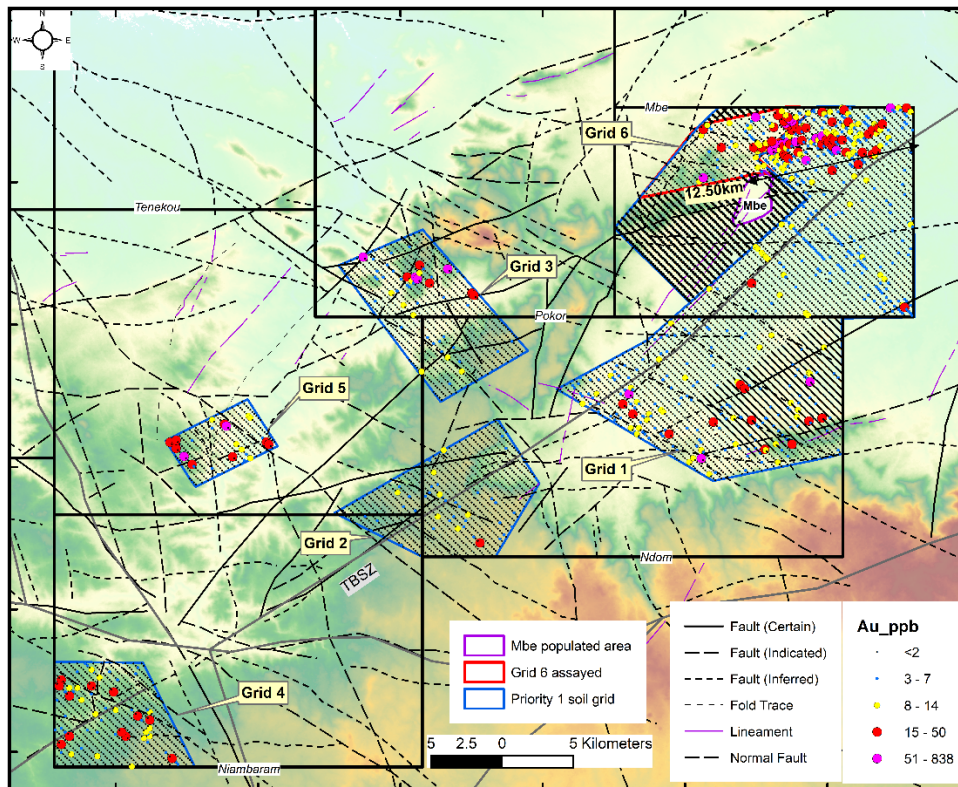 N
W E
S
Mbe
Grid 6
12.50km
Mbe
Tenekou
Grid 3
Pokor
Grid 5
Grid 1
Grid 2
Ndom
TBSZ
Grid 4
Niambaram
Mbe populated area
Grid 6 assayed
Priority 1 soil grid
5 2.5 0 5 Kilometers
Fault (Certain)
Fault (Indicated)
Fault (Inferred)
Fold Trace
Lineament
Normal Fault
Au_ppb
<2
3 - 7
8 - 14
15 - 50
51 - 838